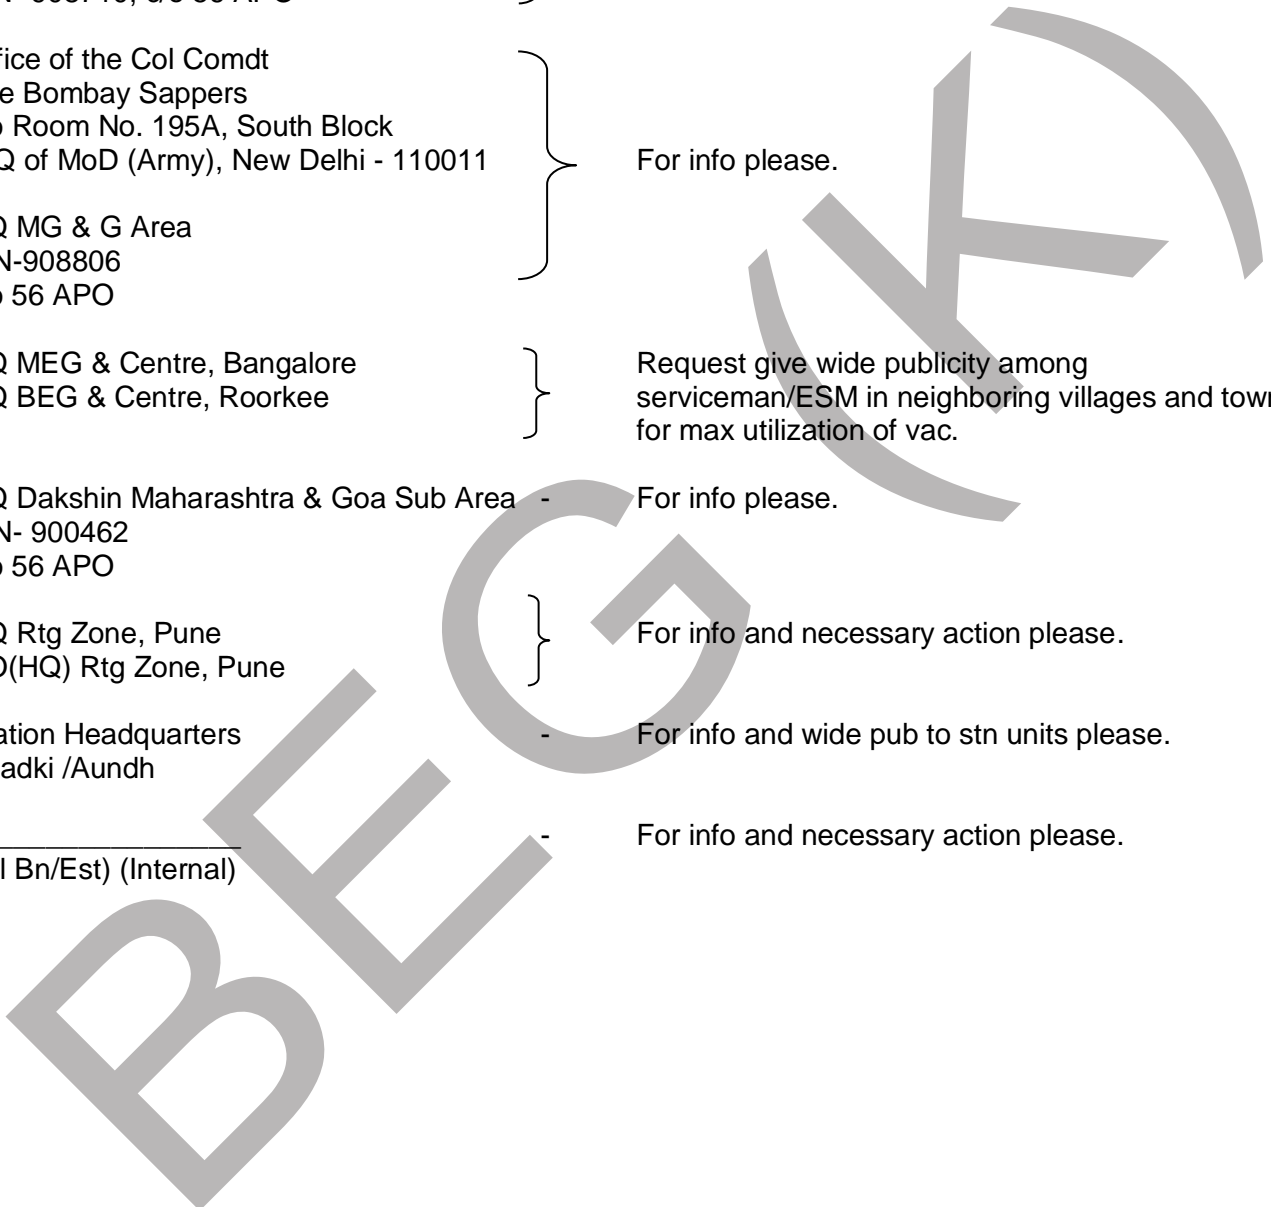 Office of the Col Comdt
Bombay Sappers
Room No. 195A, South Block
of MoD (Army), New Delhi - 110011
For info please.
MG & G Area
N-908806
56 APO
MEG & Centre, Bangalore
Request give wide publicity among
BEG & Centre, Roorkee
serviceman/ESM in neighboring villages and
for max utilization of vac.
Dakshin Maharashtra & Goa Sub Area -
For info please.
N- 900462
56 APO
Rtg Zone, Pune
For info and necessary action please.
(HQ) Rtg Zone, Pune
ation Headquarters -
For info and wide pub to stn units please.
adki /Aundh
-
For info and necessary action please.
l Bn/Est) (Internal)
BEG (K)